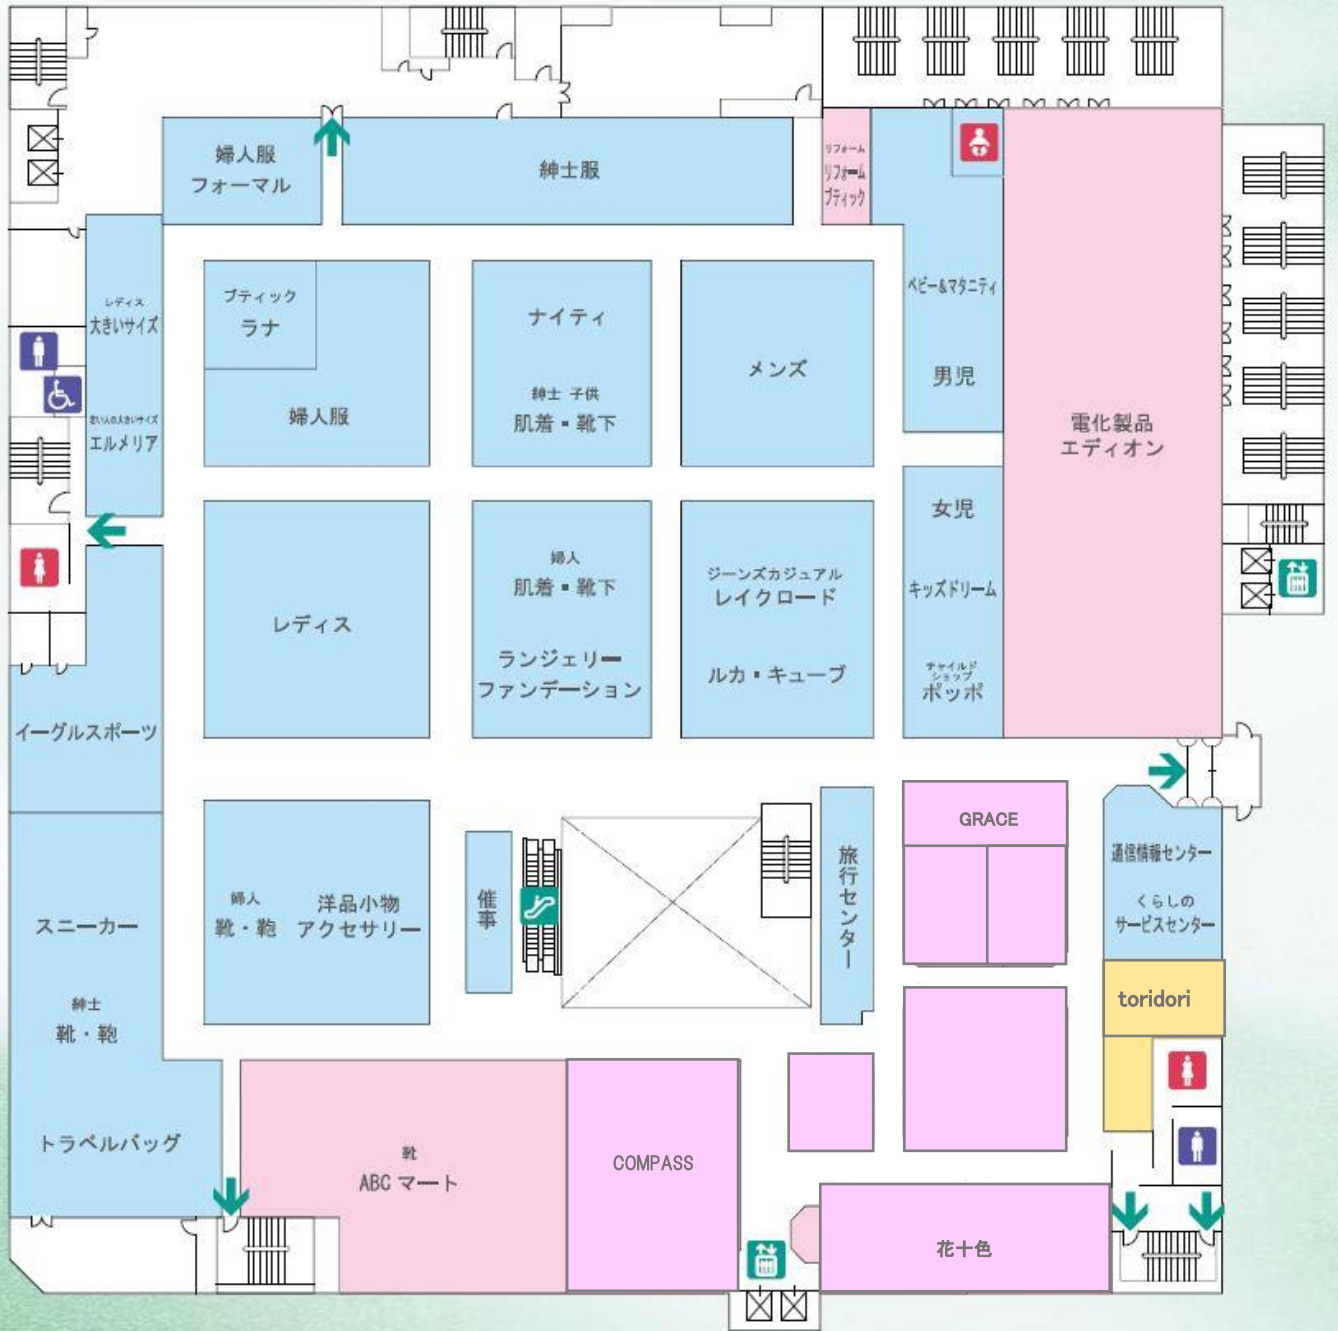 婦人服
フォーマル
紳士服
リフォーム
リフォーム
ブティック
レディス
大きいサイズ
エルメリア
ブティック
ラナ
婦人服
ナイティ
紳士 子供
肌着・靴下
メンズ
ベビー&マタニティ
男児
電化製品
エディオン
レディス
婦人
肌着・靴下
ランジェリー
ファンデーション
ジーンズカジュアル
レイクロード
ルカ・キューブ
女児
キッズドリーム
チャイルド
ショップ
ポッポ
イーグルスポーツ
スニーカー
紳士
靴・鞄
トラベルバッグ
婦人
靴・鞄
洋品小物
アクセサリー
催事
旅行センター
GRACE
通信情報センター
くらしの
サービスセンター
toridori
靴
ABC マート
COMPASS
花十色